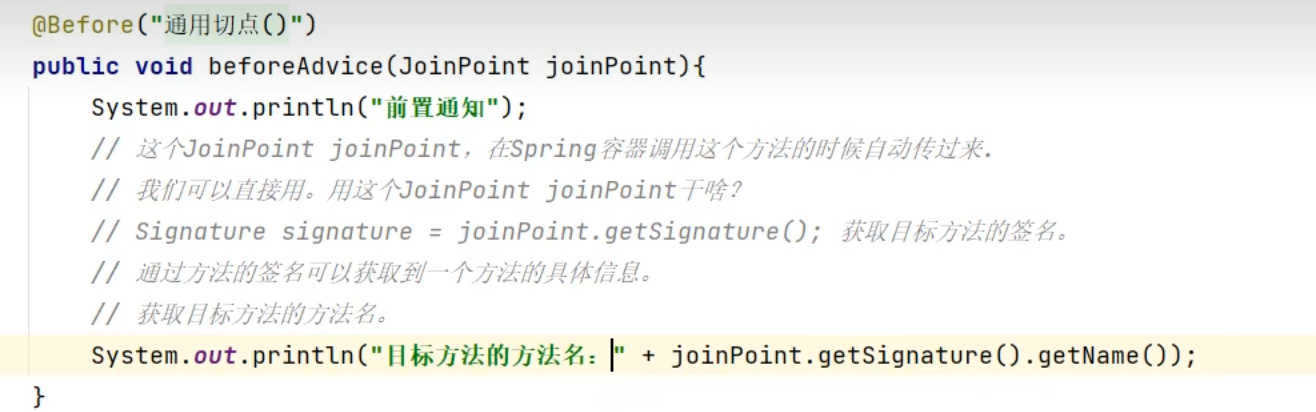 @Before("通用切点()")
public void beforeAdvice(JoinPoint joinPoint){
System.out.println("前置通知");
// 这个JoinPoint joinPoint，在Spring容器调用这个方法的时候自动传过来.
// 我们可以直接用。用这个JoinPoint joinPoint干啥？
// Signature signature = joinPoint.getSignature(); 获取目标方法的签名。
// 通过方法的签名可以获取到一个方法的具体信息。
// 获取目标方法的方法名。
System.out.println("目标方法的方法名：" + joinPoint.getSignature().getName());
}